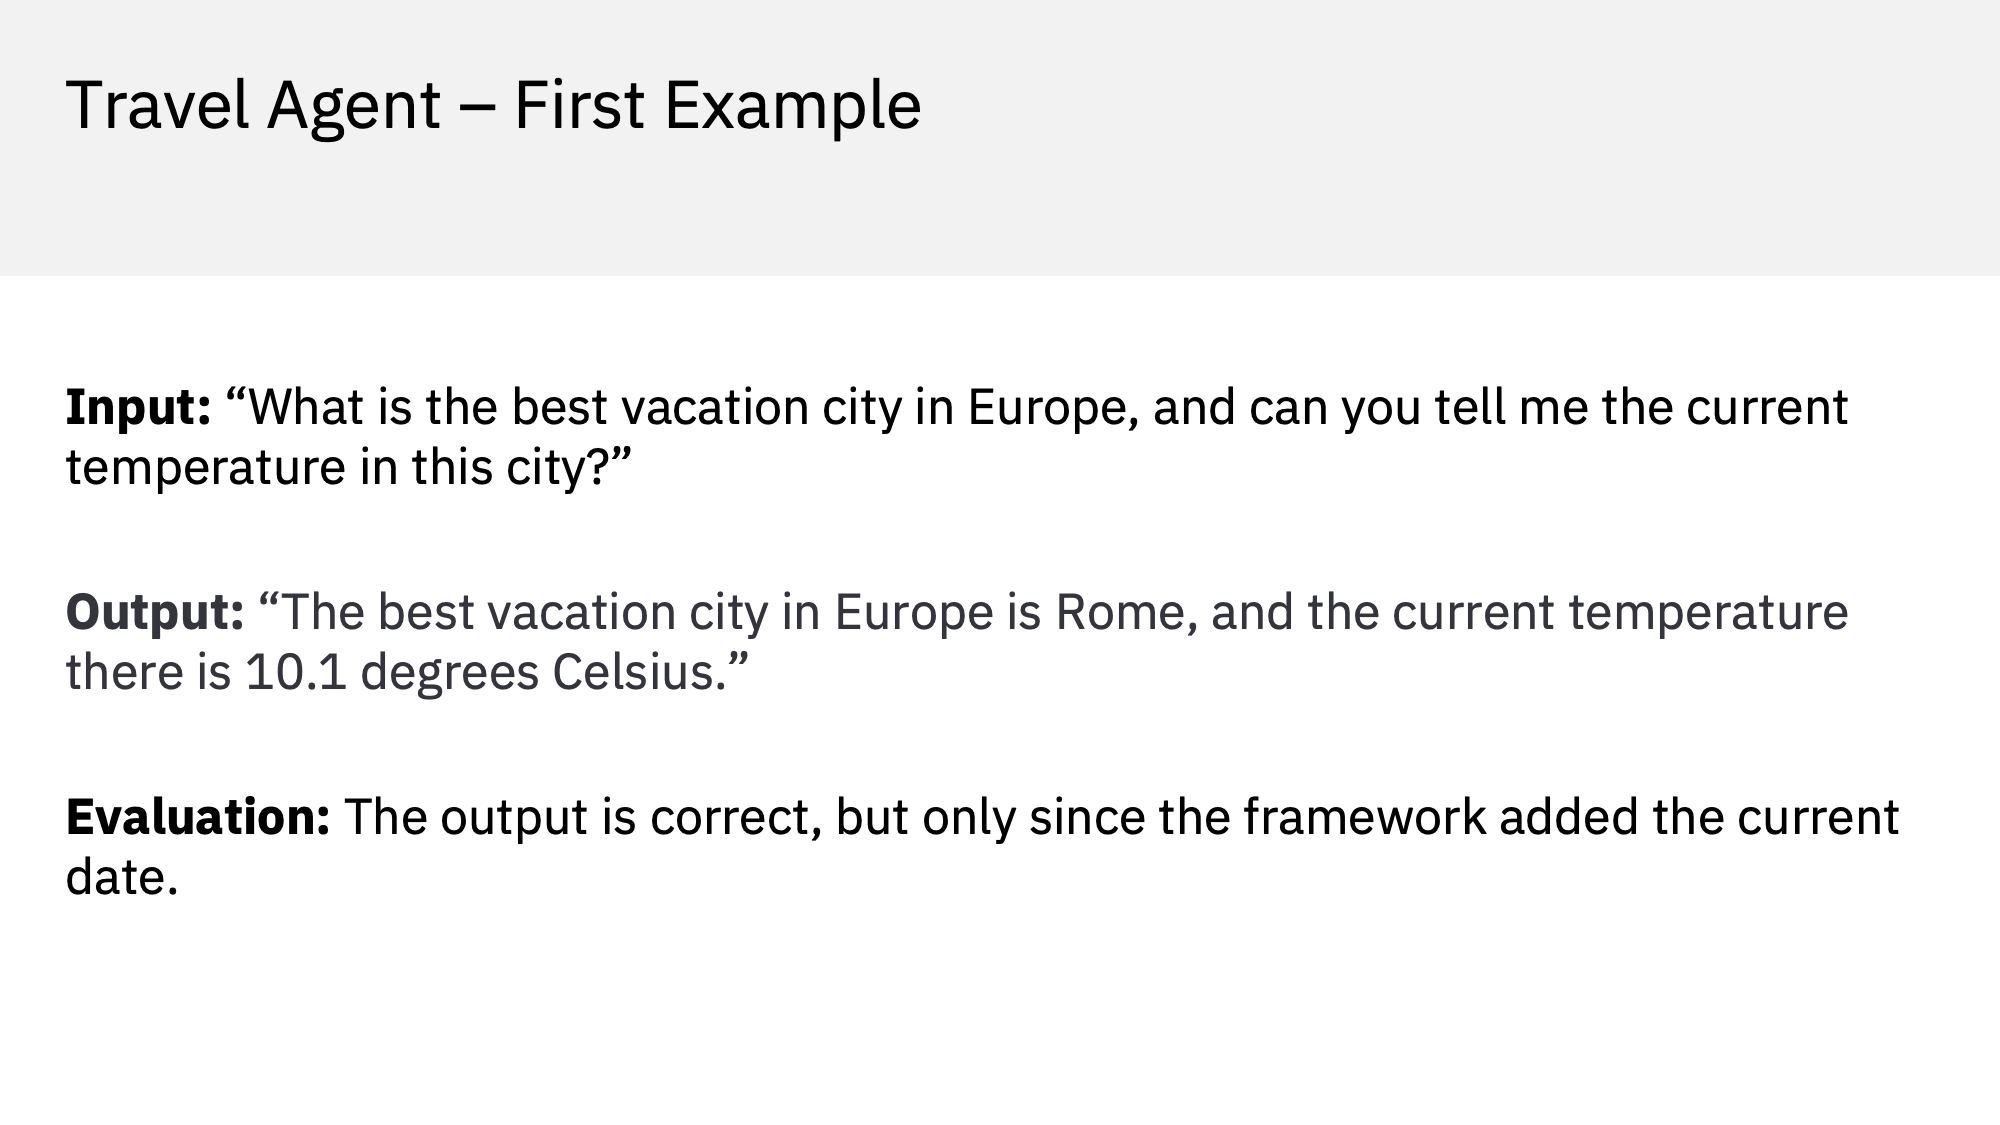 Travel Agent – First Example
Input: “What is the best vacation city in Europe, and can you tell me the current
temperature in this city?”
Output: “The best vacation city in Europe is Rome, and the current temperature
there is 10.1 degrees Celsius.”
Evaluation: The output is correct, but only since the framework added the current
date.